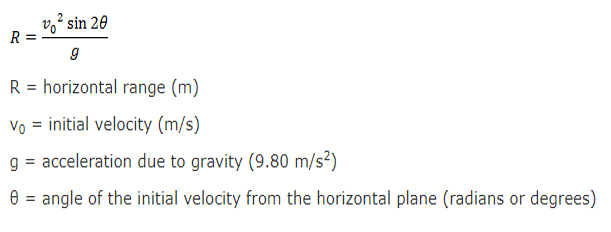 R = v₀² sin 2θ / g
R = horizontal range (m)
v₀ = initial velocity (m/s)
g = acceleration due to gravity (9.80 m/s²)
θ = angle of the initial velocity from the horizontal plane (radians or degrees)